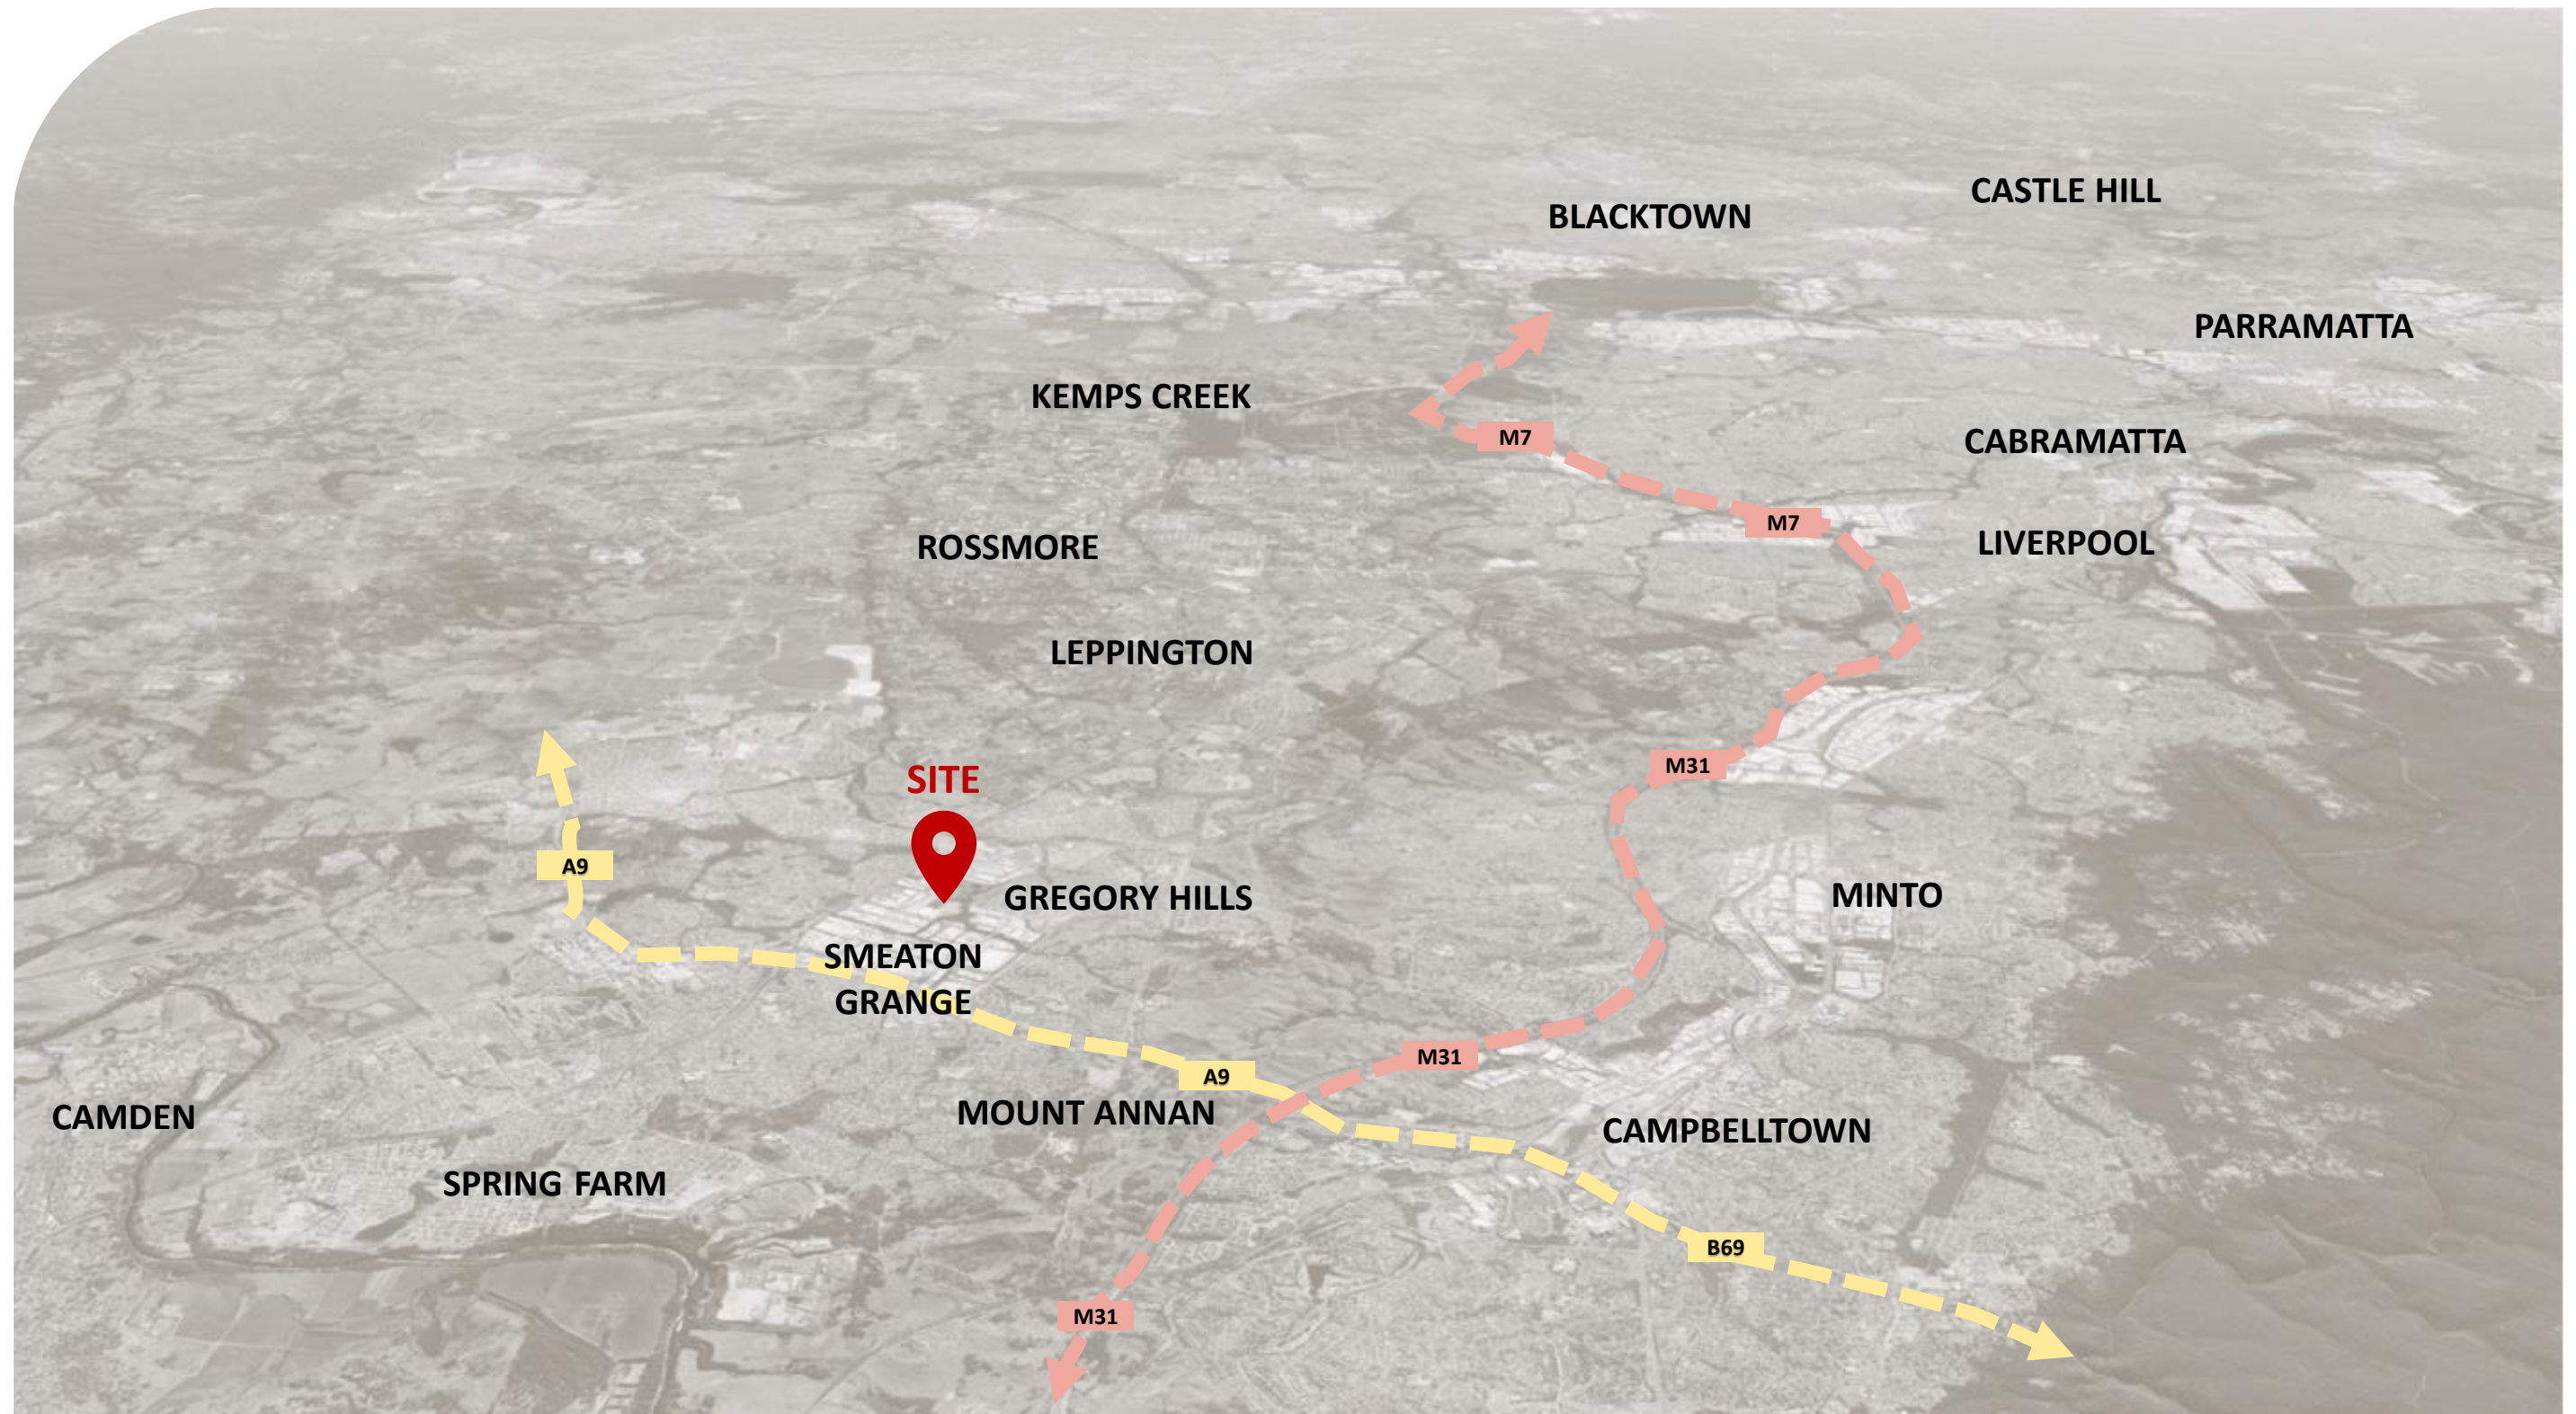 CASTLE HILL
BLACKTOWN
PARRAMATTA
KEMPS CREEK
M7
CABRAMATTA
M7
LIVERPOOL
ROSSMORE
LEPPINGTON
M31
SITE
A9
GREGORY HILLS
MINTO
SMEATON
GRANGE
M31
A9
MOUNT ANNAN
CAMDEN
CAMPBELLTOWN
SPRING FARM
B69
M31